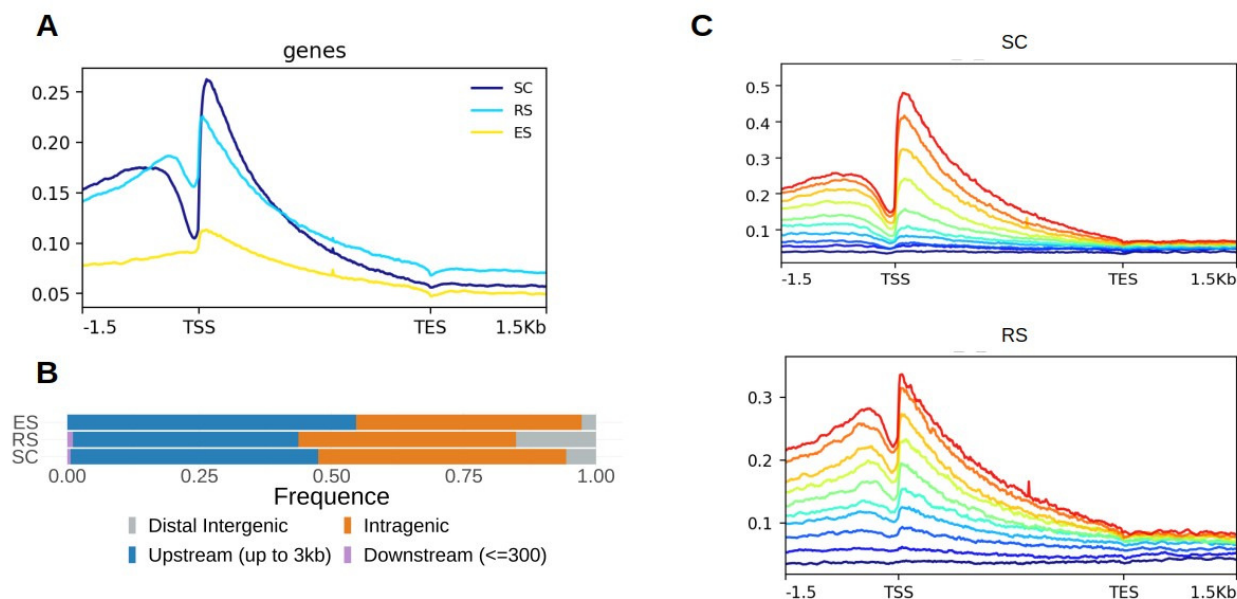 A
genes
SC
RS
ES
0.25
0.20
0.15
0.10
0.05
-1.5
TSS
TES
1.5Kb
B
ES
RS
SC
0.00
0.25
0.50
0.75
1.00
Frequence
Distal Intergenic
Intragenic
Upstream (up to 3kb)
Downstream (<=300)
C
SC
0.5
0.4
0.3
0.2
0.1
-1.5
TSS
TES
1.5Kb
RS
0.3
0.2
0.1
-1.5
TSS
TES
1.5Kb